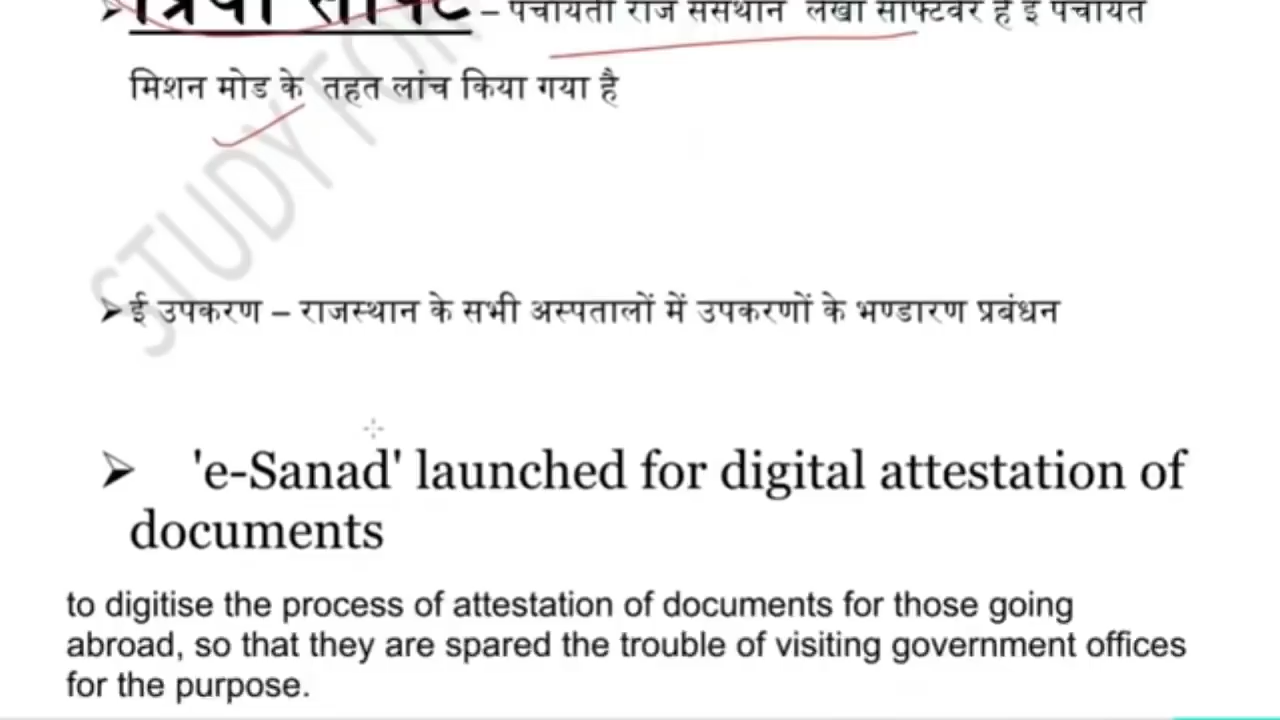 प्रिया सॉफ्ट – पंचायती राज संसथान लेखा सॉफ्टवेर है ई पंचायत
मिशन मोड के तहत लांच किया गया है
STUDY FOR
➤ ई उपकरण – राजस्थान के सभी अस्पतालों में उपकरणों के भण्डारण प्रबंधन
➤ 'e-Sanad' launched for digital attestation of
documents
to digitise the process of attestation of documents for those going
abroad, so that they are spared the trouble of visiting government offices
for the purpose.